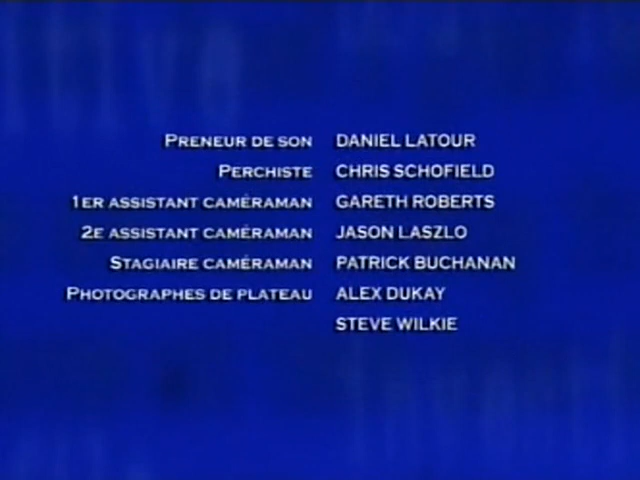 PRENEUR DE SON DANIEL LATOUR
PERCHISTE CHRIS SCHOFIELD
1ER ASSISTANT CAMÉRAMAN GARETH ROBERTS
2E ASSISTANT CAMÉRAMAN JASON LASZLO
STAGIAIRE CAMÉRAMAN PATRICK BUCHANAN
PHOTOGRAPHES DE PLATEAU ALEX DUKAY
STEVE WILKIE